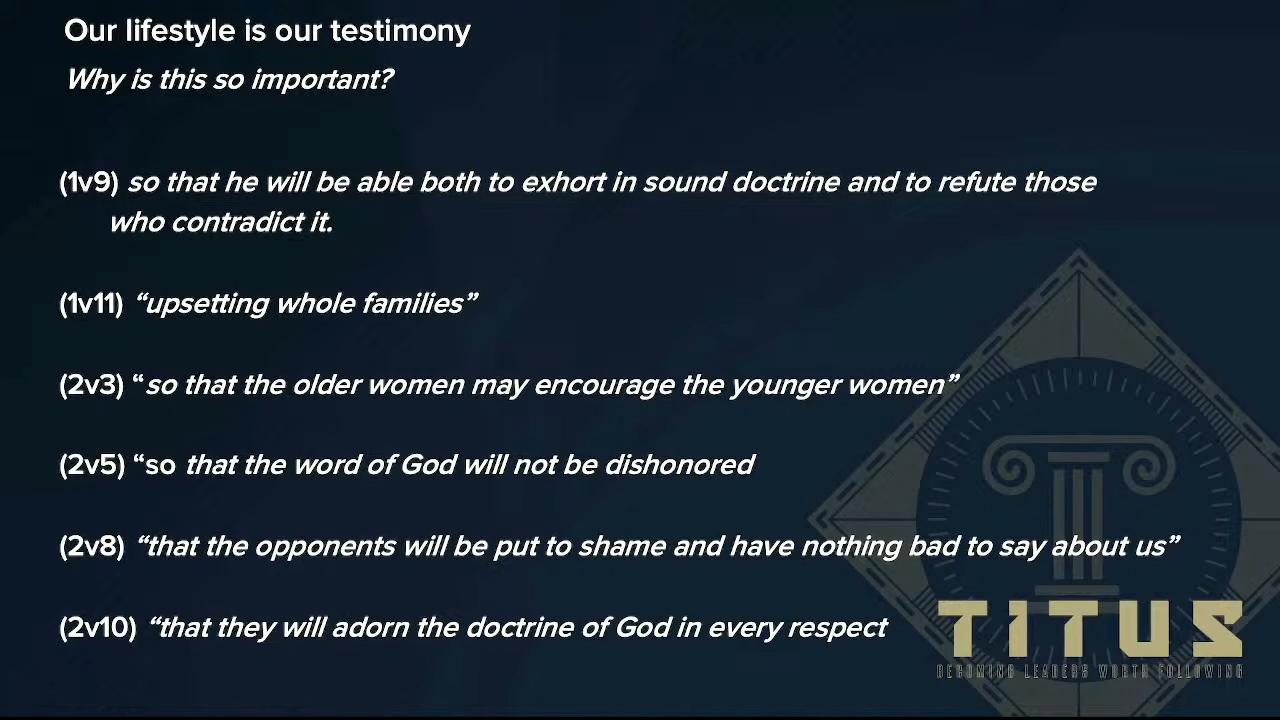 Our lifestyle is our testimony
Why is this so important?
(1v9) so that he will be able both to exhort in sound doctrine and to refute those
who contradict it.
(1v11) “upsetting whole families”
(2v3) “so that the older women may encourage the younger women”
(2v5) “so that the word of God will not be dishonored
(2v8) “that the opponents will be put to shame and have nothing bad to say about us”
(2v10) “that they will adorn the doctrine of God in every respect
TITUS
BECOMING LEADERS WORTH FOLLOWING